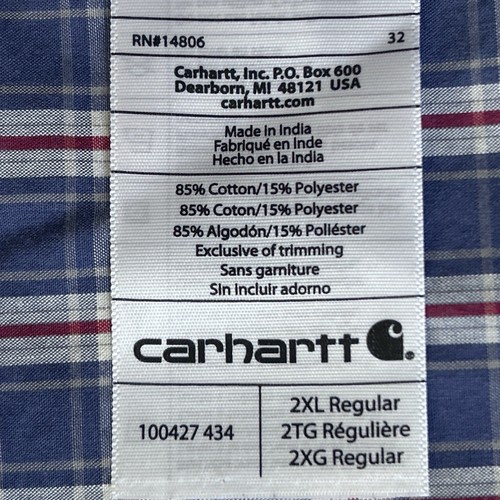 RN#14806 32
Carhartt, Inc. P.O. Box 600
Dearborn, MI 48121 USA
carhartt.com
Made in India
Fabriqué en Inde
Hecho en la India
85% Cotton/15% Polyester
85% Coton/15% Polyester
85% Algodón/15% Poliéster
Exclusive of trimming
Sans garniture
Sin incluir adorno
carhartt
100427 434
2XL Regular
2TG Régulière
2XG Regular